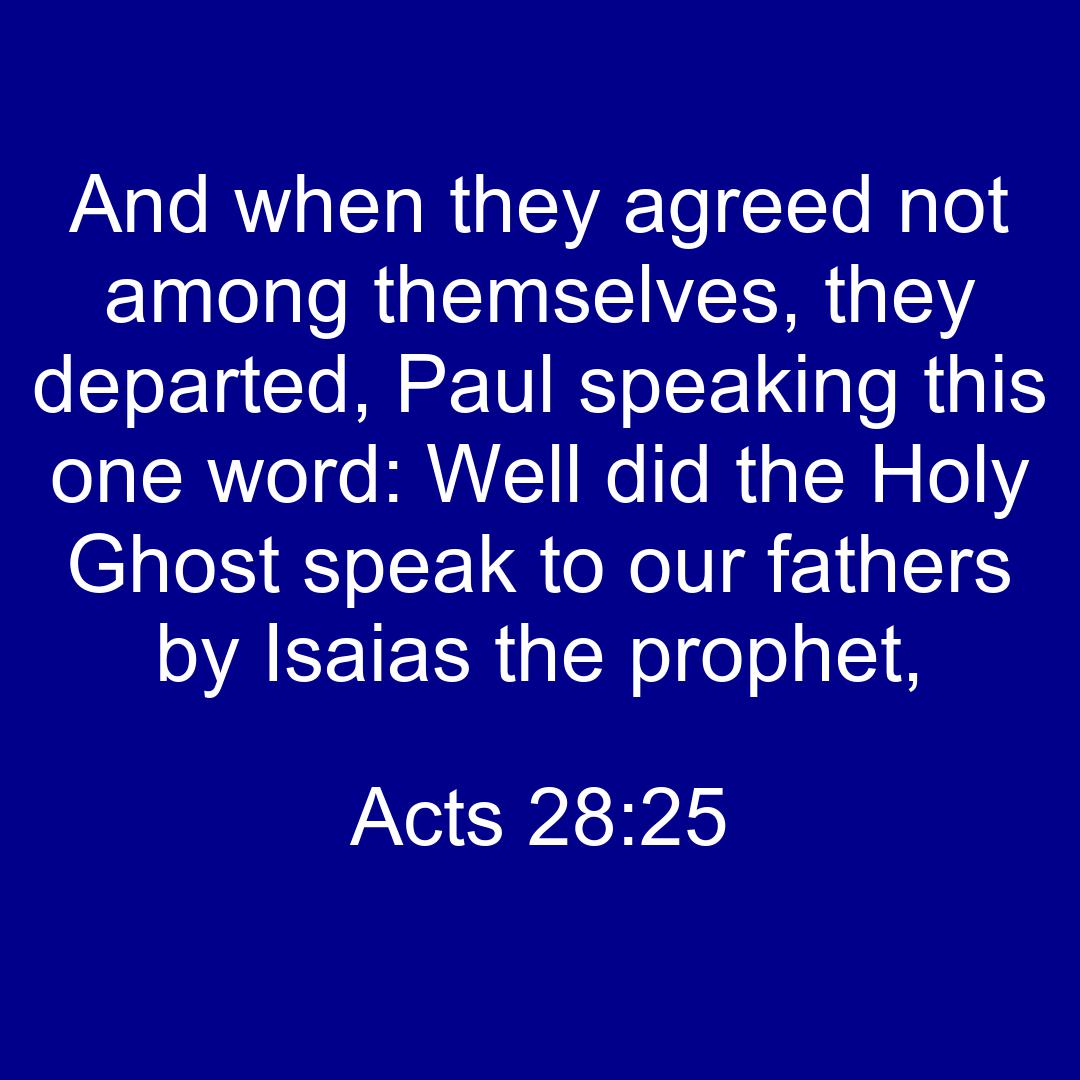 And when they agreed not
among themselves, they
departed, Paul speaking this
one word: Well did the Holy
Ghost speak to our fathers
by Isaias the prophet,
Acts 28:25